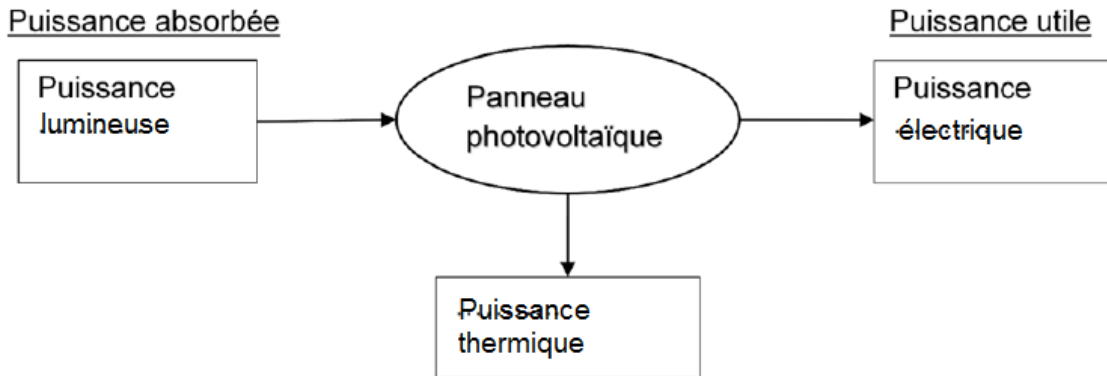 Puissance absorbée
Puissance utile
Puissance
lumineuse
Panneau
photovoltaïque
Puissance
électrique
Puissance
thermique